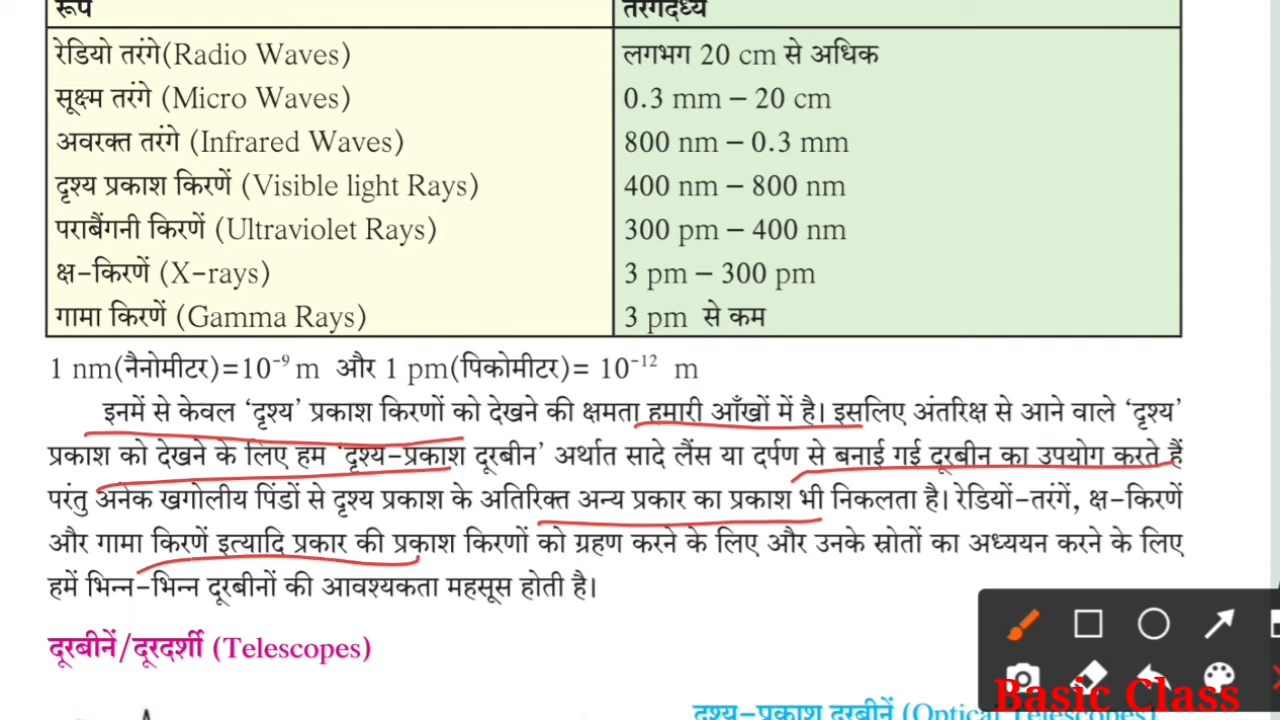 रूप तरंगदैर्ध्य
रेडियो तरंगे(Radio Waves) लगभग 20 cm से अधिक
सूक्ष्म तरंगे (Micro Waves) 0.3 mm – 20 cm
अवरक्त तरंगे (Infrared Waves) 800 nm – 0.3 mm
दृश्य प्रकाश किरणें (Visible light Rays) 400 nm – 800 nm
पराबैंगनी किरणें (Ultraviolet Rays) 300 pm – 400 nm
क्ष-किरणें (X-rays) 3 pm – 300 pm
गामा किरणें (Gamma Rays) 3 pm से कम
1 nm(नैनोमीटर)=10⁻⁹ m और 1 pm(पिकोमीटर)= 10⁻¹² m
इनमें से केवल ‘दृश्य’ प्रकाश किरणों को देखने की क्षमता हमारी आँखों में है। इसलिए अंतरिक्ष से आने वाले ‘दृश्य’
प्रकाश को देखने के लिए हम ‘दृश्य-प्रकाश दूरबीन’ अर्थात सादे लैंस या दर्पण से बनाई गई दूरबीन का उपयोग करते हैं
परंतु अनेक खगोलीय पिंडों से दृश्य प्रकाश के अतिरिक्त अन्य प्रकार का प्रकाश भी निकलता है। रेडियों-तरंगें, क्ष-किरणें
और गामा किरणें इत्यादि प्रकार की प्रकाश किरणों को ग्रहण करने के लिए और उनके स्रोतों का अध्ययन करने के लिए
हमें भिन्न-भिन्न दूरबीनों की आवश्यकता महसूस होती है।
दूरबीनें/दूरदर्शी (Telescopes)
Basic Class
दृश्य-प्रकाश दूरबीनें (Optical Telescopes)